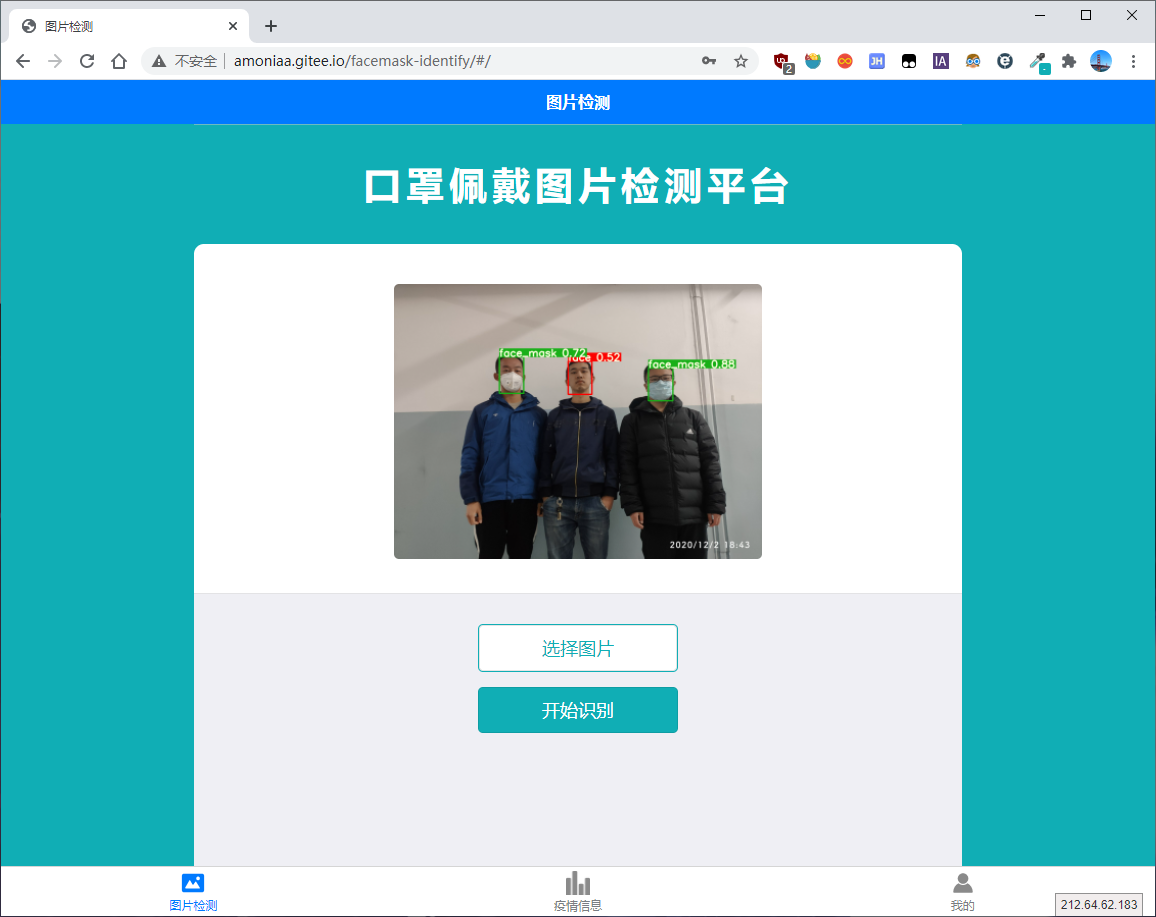 图片检测
不安全 amoniaa.gitee.io/facemask-identify/#/
2
JH
IA
图片检测
口罩佩戴图片检测平台
face_mask 0.72
face 0.52
face_mask 0.88
2020/12/2 18:43
选择图片
开始识别
图片检测
疫情信息
我的
212.64.62.183